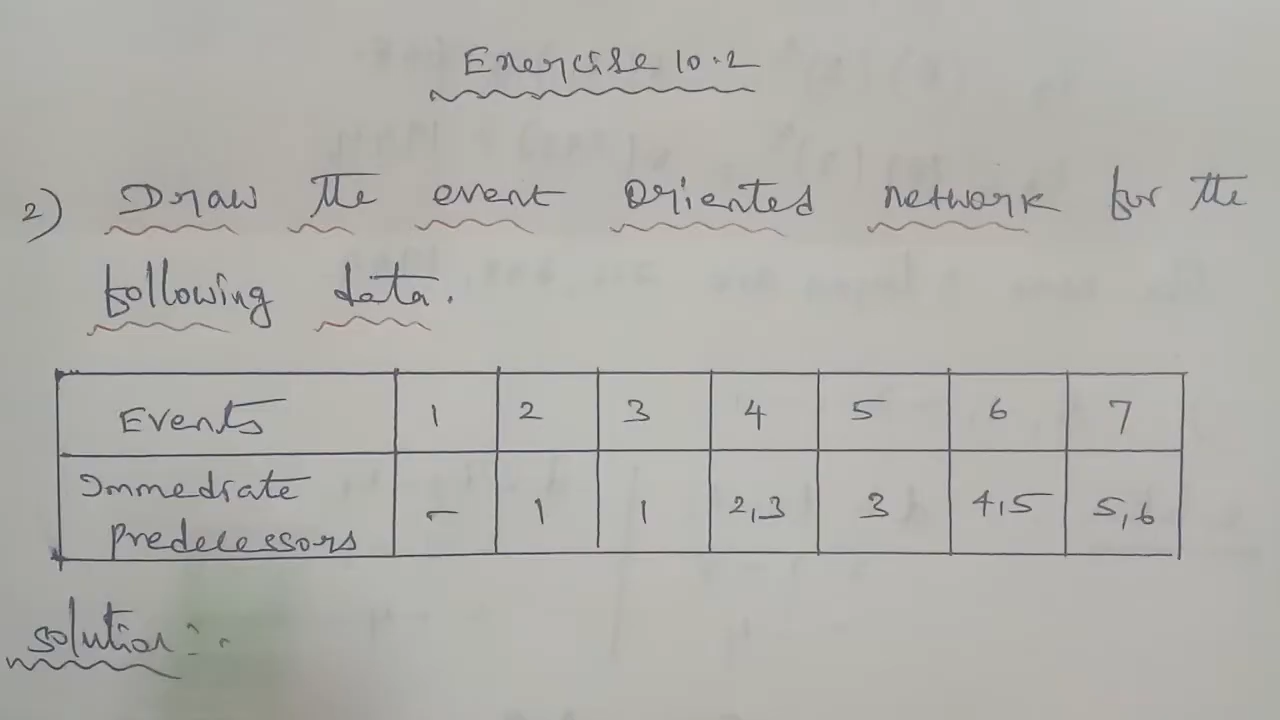 Exercise 10.2
2) Draw the event oriented network for the
following data.
Events 1 2 3 4 5 6 7
Immediate Predecessors - 1 1 2,3 3 4,5 5,6
Solution :-